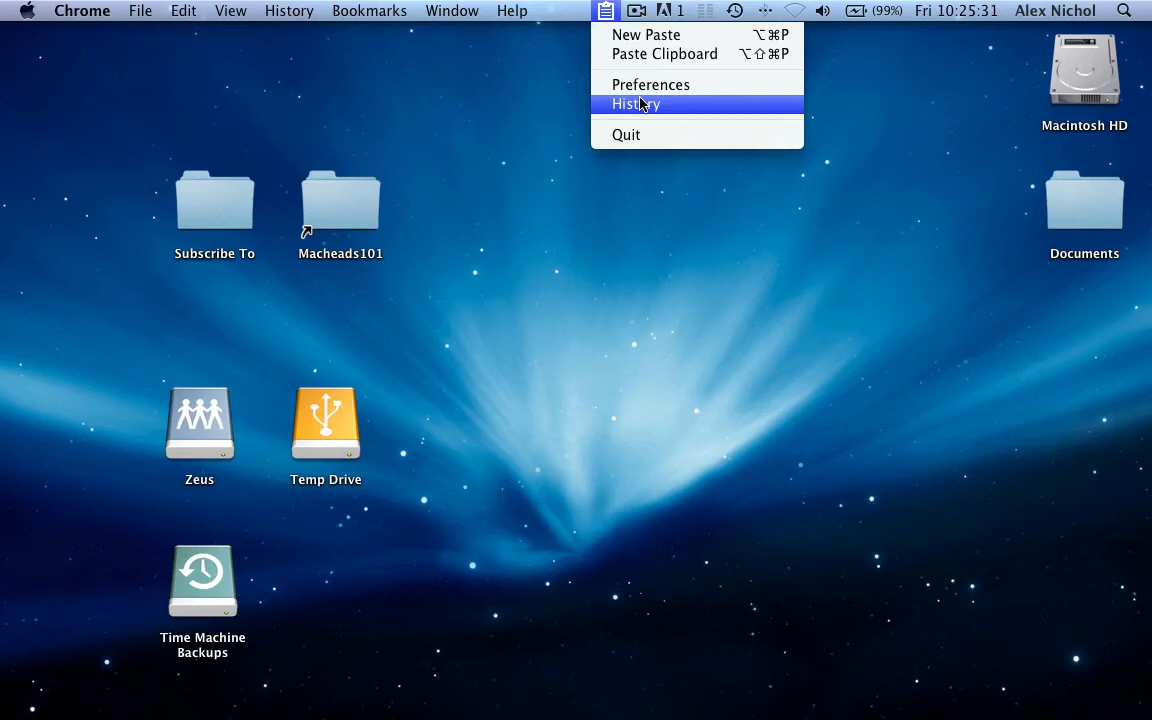 Chrome File Edit View History Bookmarks Window Help 1 (99%) Fri 10:25:31 Alex Nichol
New Paste ⌥⌘P
Paste Clipboard ⌥⇧⌘P
Preferences
History
Quit
Macintosh HD
Subscribe To
Macheads101
Documents
Zeus
Temp Drive
Time Machine
Backups